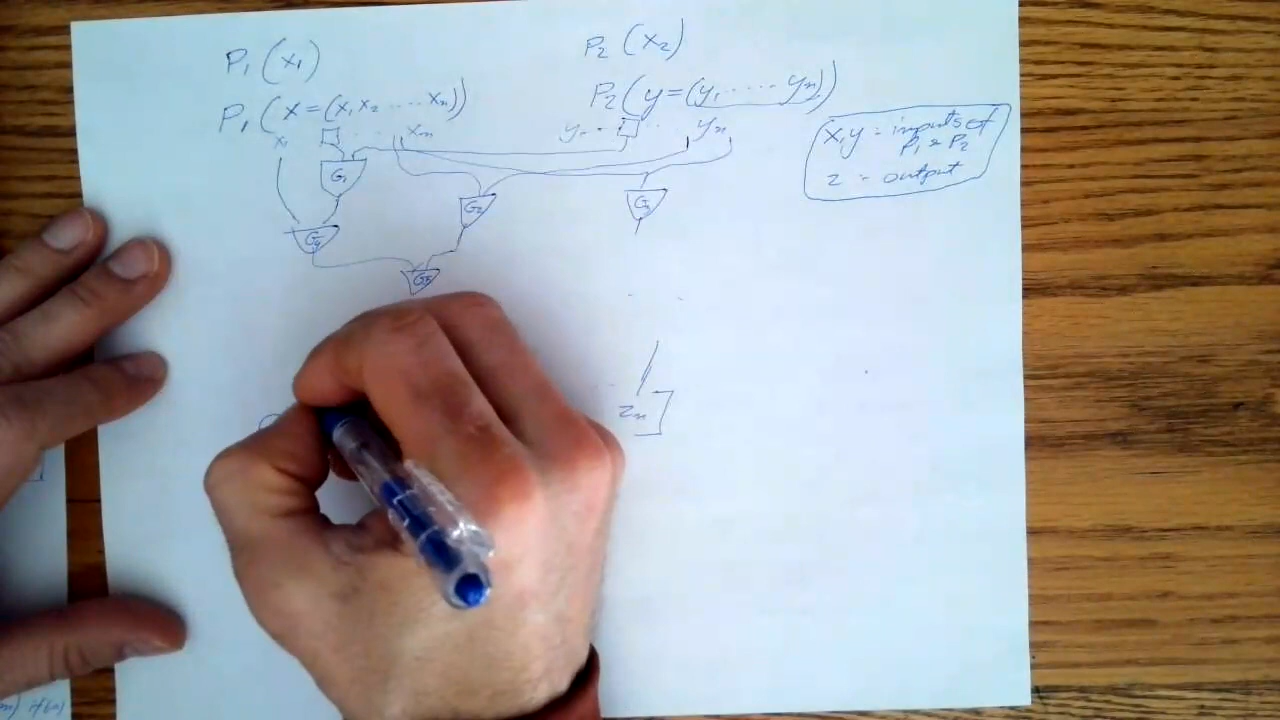 P₁ (x₁)
P₂ (x₂)
P₁ (x = (x₁ x₂ .... xₙ))
P₂ (y = (y₁ ..... yₙ))
x₁ ... xₙ
y₁ ... yₙ
x,y = inputs of
P₁ & P₂
z = output
G₁
G₂
G₃
G₄
G₅
zₙ]